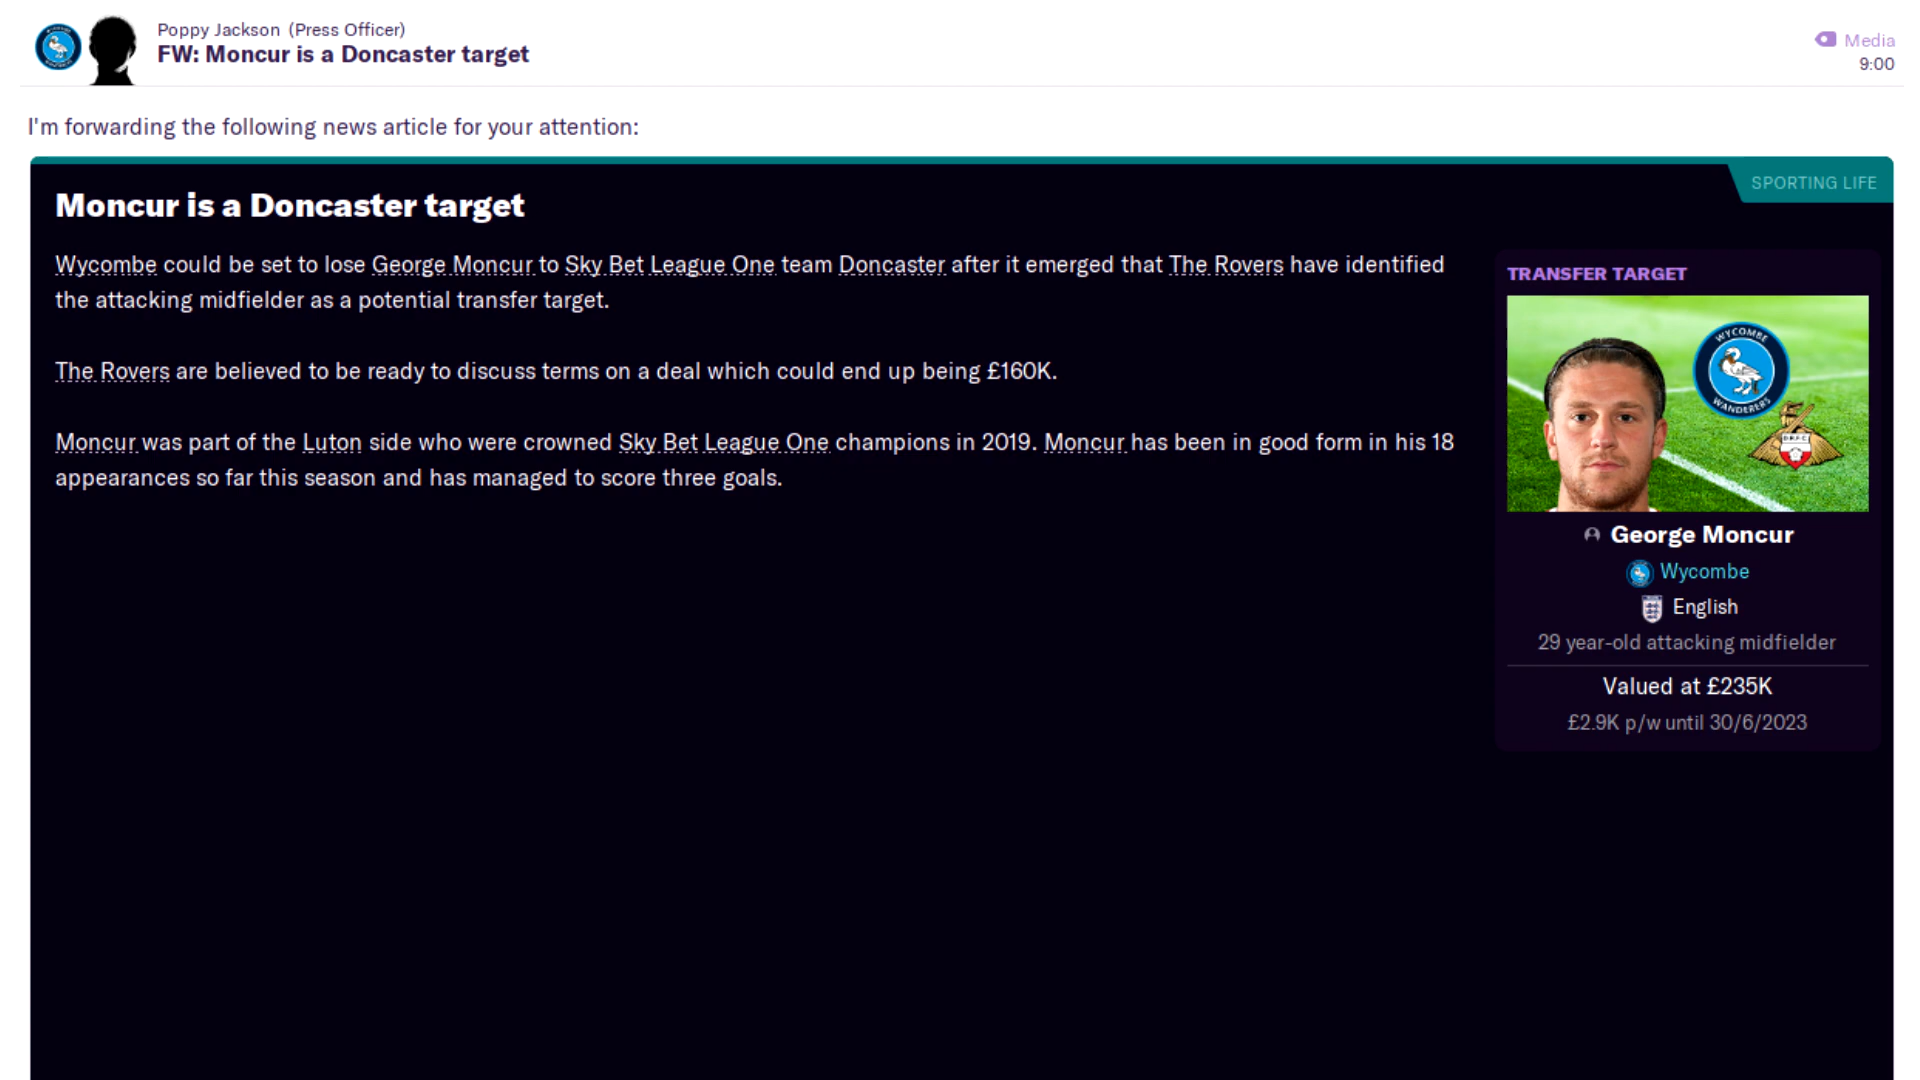 Poppy Jackson (Press Officer)
FW: Moncur is a Doncaster target
Media
9:00
I'm forwarding the following news article for your attention:
SPORTING LIFE
Moncur is a Doncaster target
Wycombe could be set to lose George Moncur to Sky Bet League One team Doncaster after it emerged that The Rovers have identified
the attacking midfielder as a potential transfer target.
The Rovers are believed to be ready to discuss terms on a deal which could end up being £160K.
Moncur was part of the Luton side who were crowned Sky Bet League One champions in 2019. Moncur has been in good form in his 18
appearances so far this season and has managed to score three goals.
TRANSFER TARGET
WYCOMBE
WANDERERS
D.R.F.C.
George Moncur
Wycombe
English
29 year-old attacking midfielder
Valued at £235K
£2.9K p/w until 30/6/2023